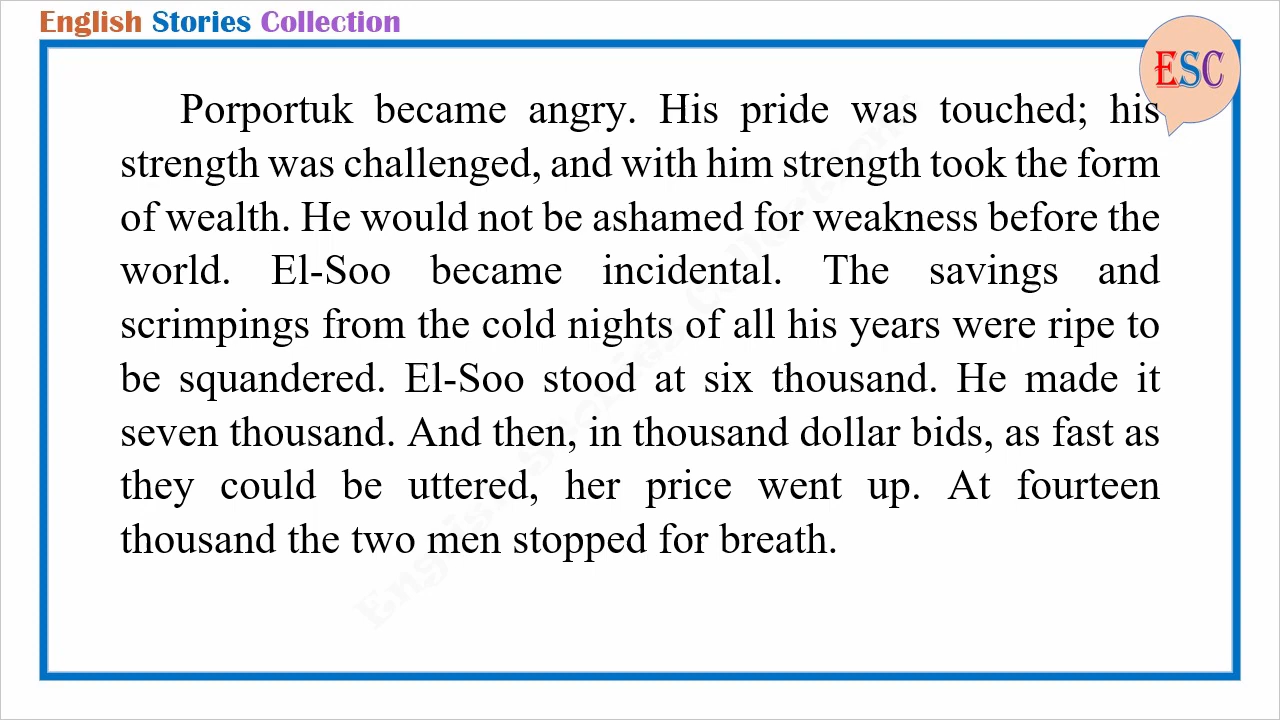 English Stories Collection
ESC
Porportuk became angry. His pride was touched; his
strength was challenged, and with him strength took the form
of wealth. He would not be ashamed for weakness before the
world. El-Soo became incidental. The savings and
scrimpings from the cold nights of all his years were ripe to
be squandered. El-Soo stood at six thousand. He made it
seven thousand. And then, in thousand dollar bids, as fast as
they could be uttered, her price went up. At fourteen
thousand the two men stopped for breath.
English Stories Collection